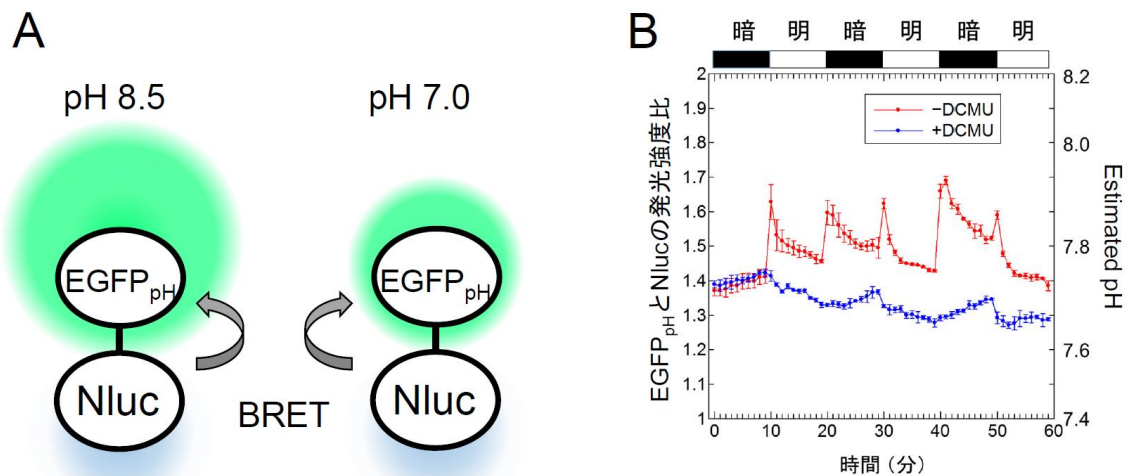 A
pH 8.5
pH 7.0
EGFPpH
EGFPpH
Nluc
BRET
Nluc
B
暗 明 暗 明 暗 明
EGFPpHとNlucの発光強度比
2
1.9
1.8
1.7
1.6
1.5
1.4
1.3
1.2
1.1
1
−DCMU
+DCMU
8.2
8.0
7.8
7.6
7.4
Estimated pH
0 10 20 30 40 50 60
時間（分）